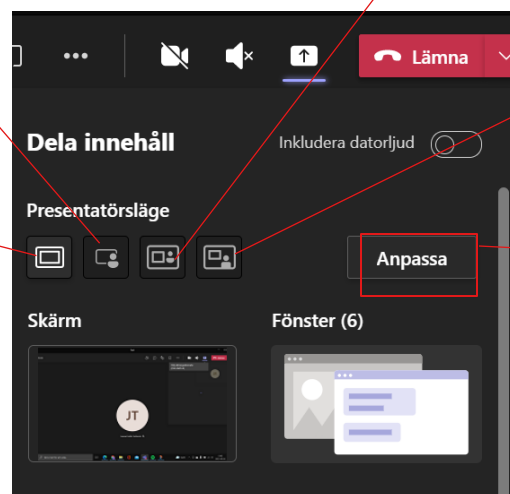 Lämna
Dela innehåll
Inkludera datorljud
Presentatörsläge
Anpassa
Skärm
Fönster (6)
JT